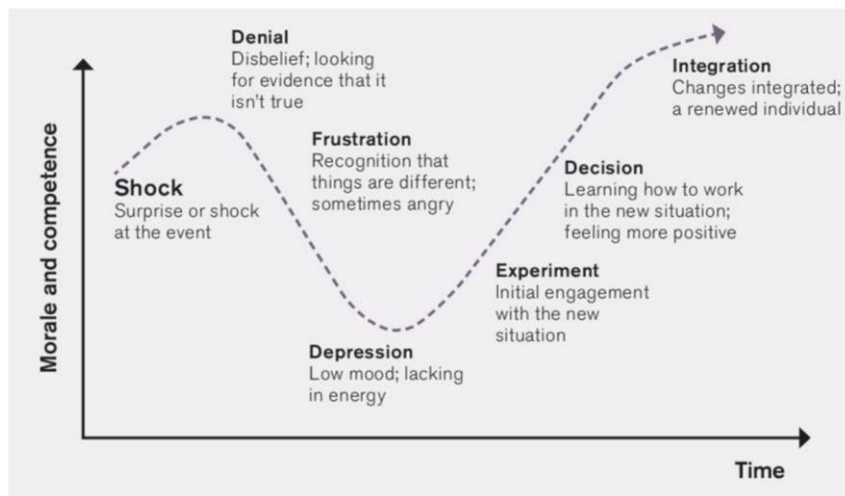 Denial
Disbelief; looking
for evidence that it
isn't true
Integration
Changes integrated;
a renewed individual
Frustration
Recognition that
things are different;
sometimes angry
Decision
Learning how to work
in the new situation;
feeling more positive
Shock
Surprise or shock
at the event
Experiment
Initial engagement
with the new
situation
Depression
Low mood; lacking
in energy
Morale and competence
Time